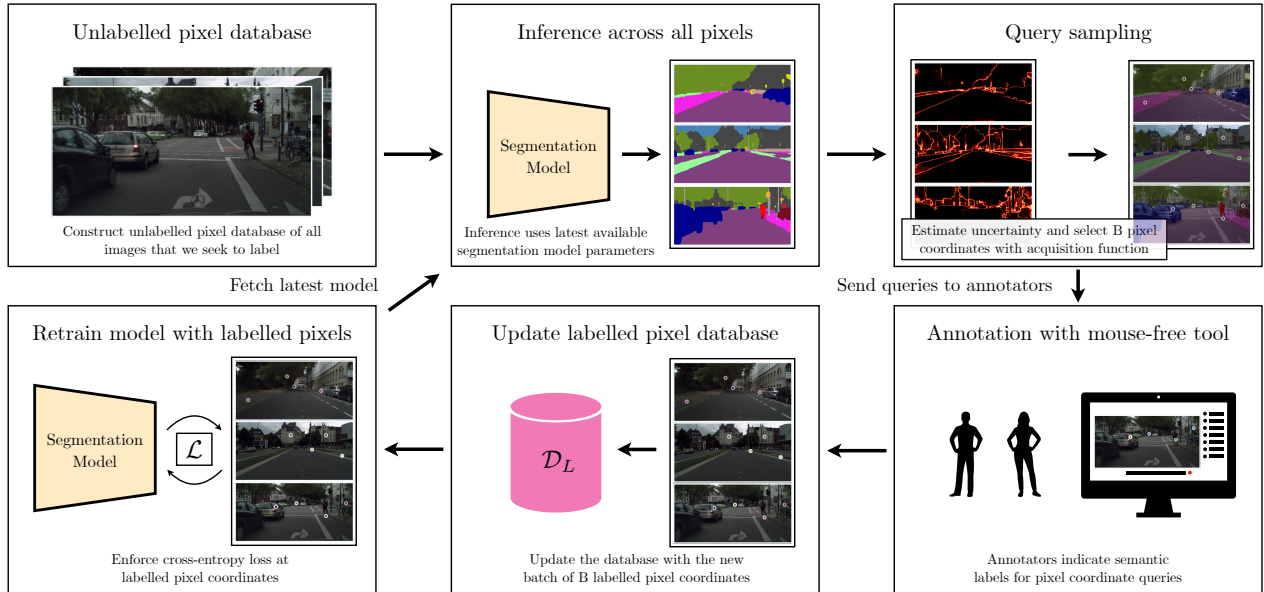 Unlabelled pixel database
Construct unlabelled pixel database of all
images that we seek to label
Inference across all pixels
Segmentation
Model
Inference uses latest available
segmentation model parameters
Query sampling
Estimate uncertainty and select B pixel
coordinates with acquisition function
Fetch latest model
Send queries to annotators
Retrain model with labelled pixels
Segmentation
Model
ℒ
Enforce cross-entropy loss at
labelled pixel coordinates
Update labelled pixel database
𝒟_L
Update the database with the new
batch of B labelled pixel coordinates
Annotation with mouse-free tool
Annotators indicate semantic
labels for pixel coordinate queries